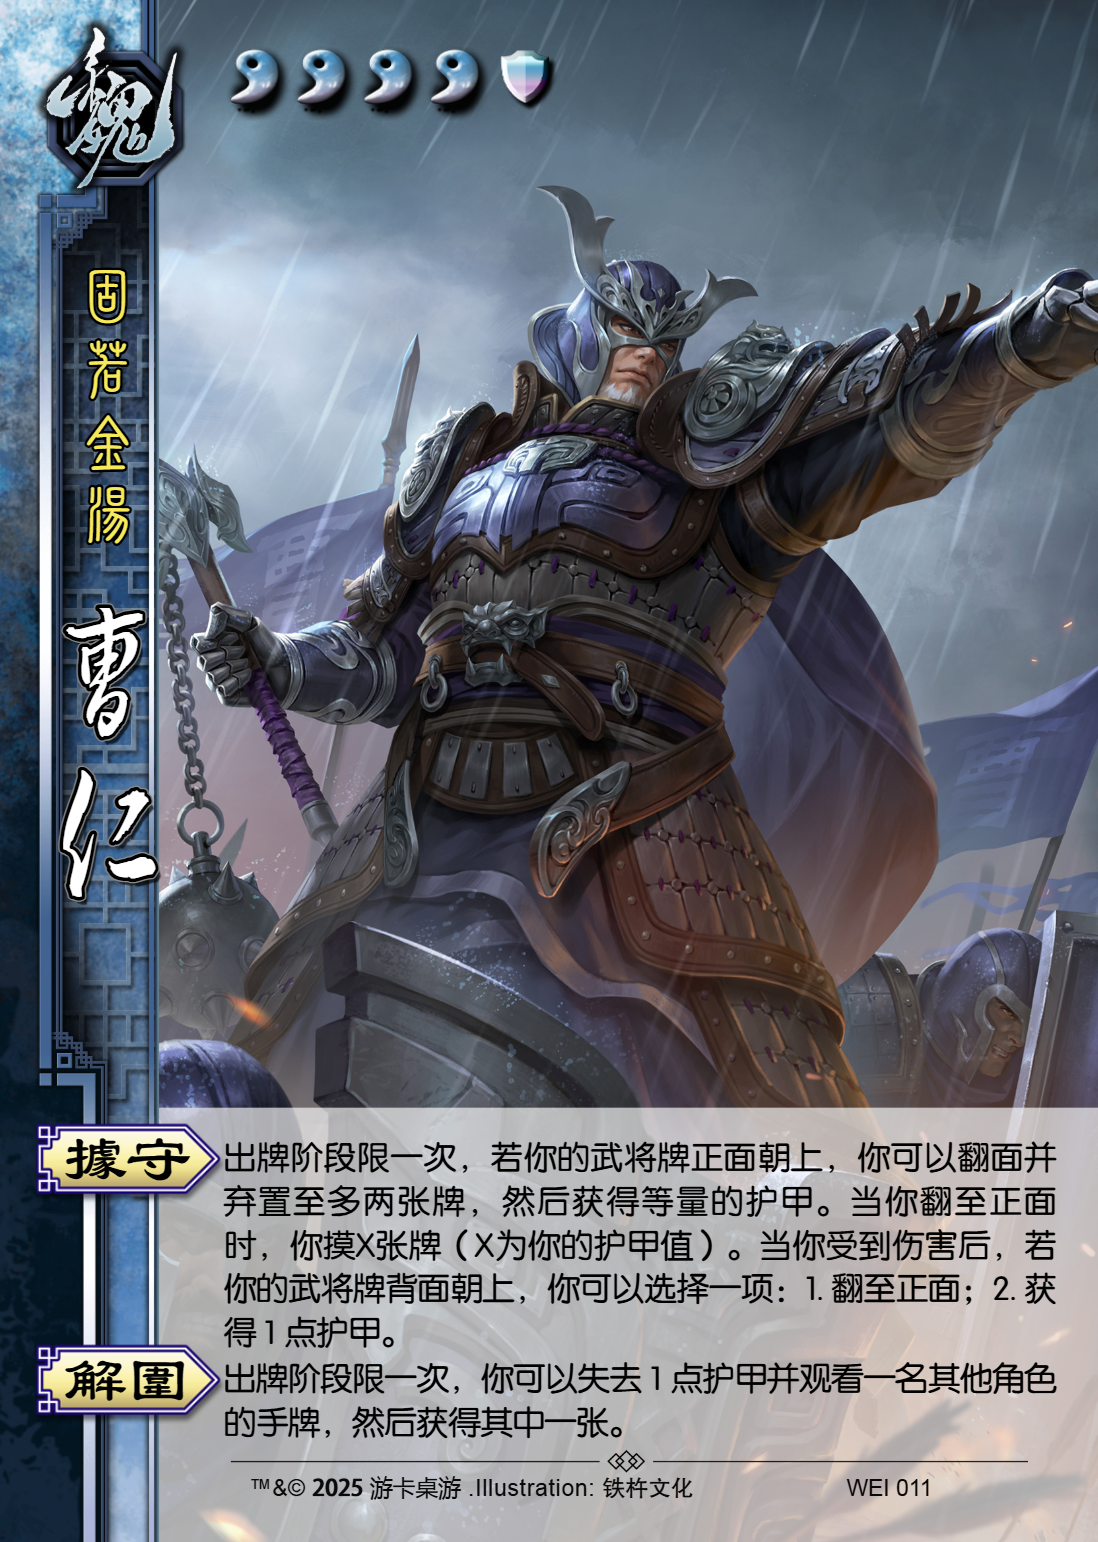 魏
固若金湯
曹仁
據守
出牌阶段限一次，若你的武将牌正面朝上，你可以翻面并
弃置至多两张牌，然后获得等量的护甲。当你翻至正面
时，你摸X张牌（X为你的护甲值）。当你受到伤害后，若
你的武将牌背面朝上，你可以选择一项：1. 翻至正面；2. 获
得1点护甲。
解圍
出牌阶段限一次，你可以失去1点护甲并观看一名其他角色
的手牌，然后获得其中一张。
™&© 2025 游卡桌游 .Illustration: 铁杵文化
WEI 011